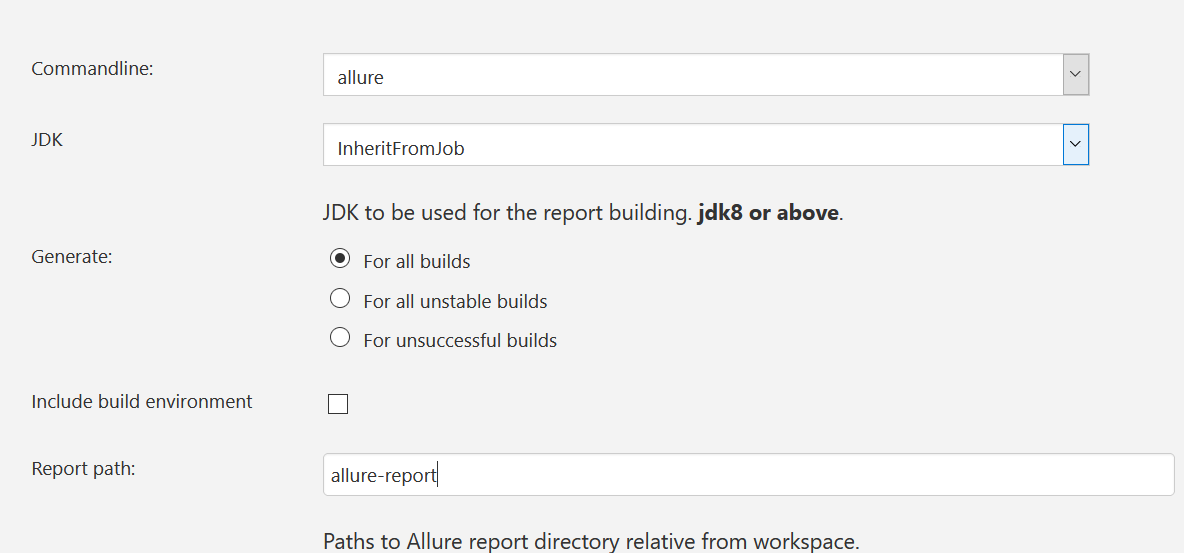 Commandline:
allure
JDK
InheritFromJob
JDK to be used for the report building. jdk8 or above.
Generate:
For all builds
For all unstable builds
For unsuccessful builds
Include build environment
Report path:
allure-report
Paths to Allure report directory relative from workspace.